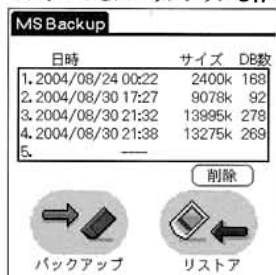 MS Backup
日時 サイズ DB数
1. 2004/08/24 00:22 2400k 168
2. 2004/08/30 17:27 9078k 92
3. 2004/08/30 21:32 13995k 278
4. 2004/08/30 21:38 13275k 269
5. ----
削除
バックアップ リストア